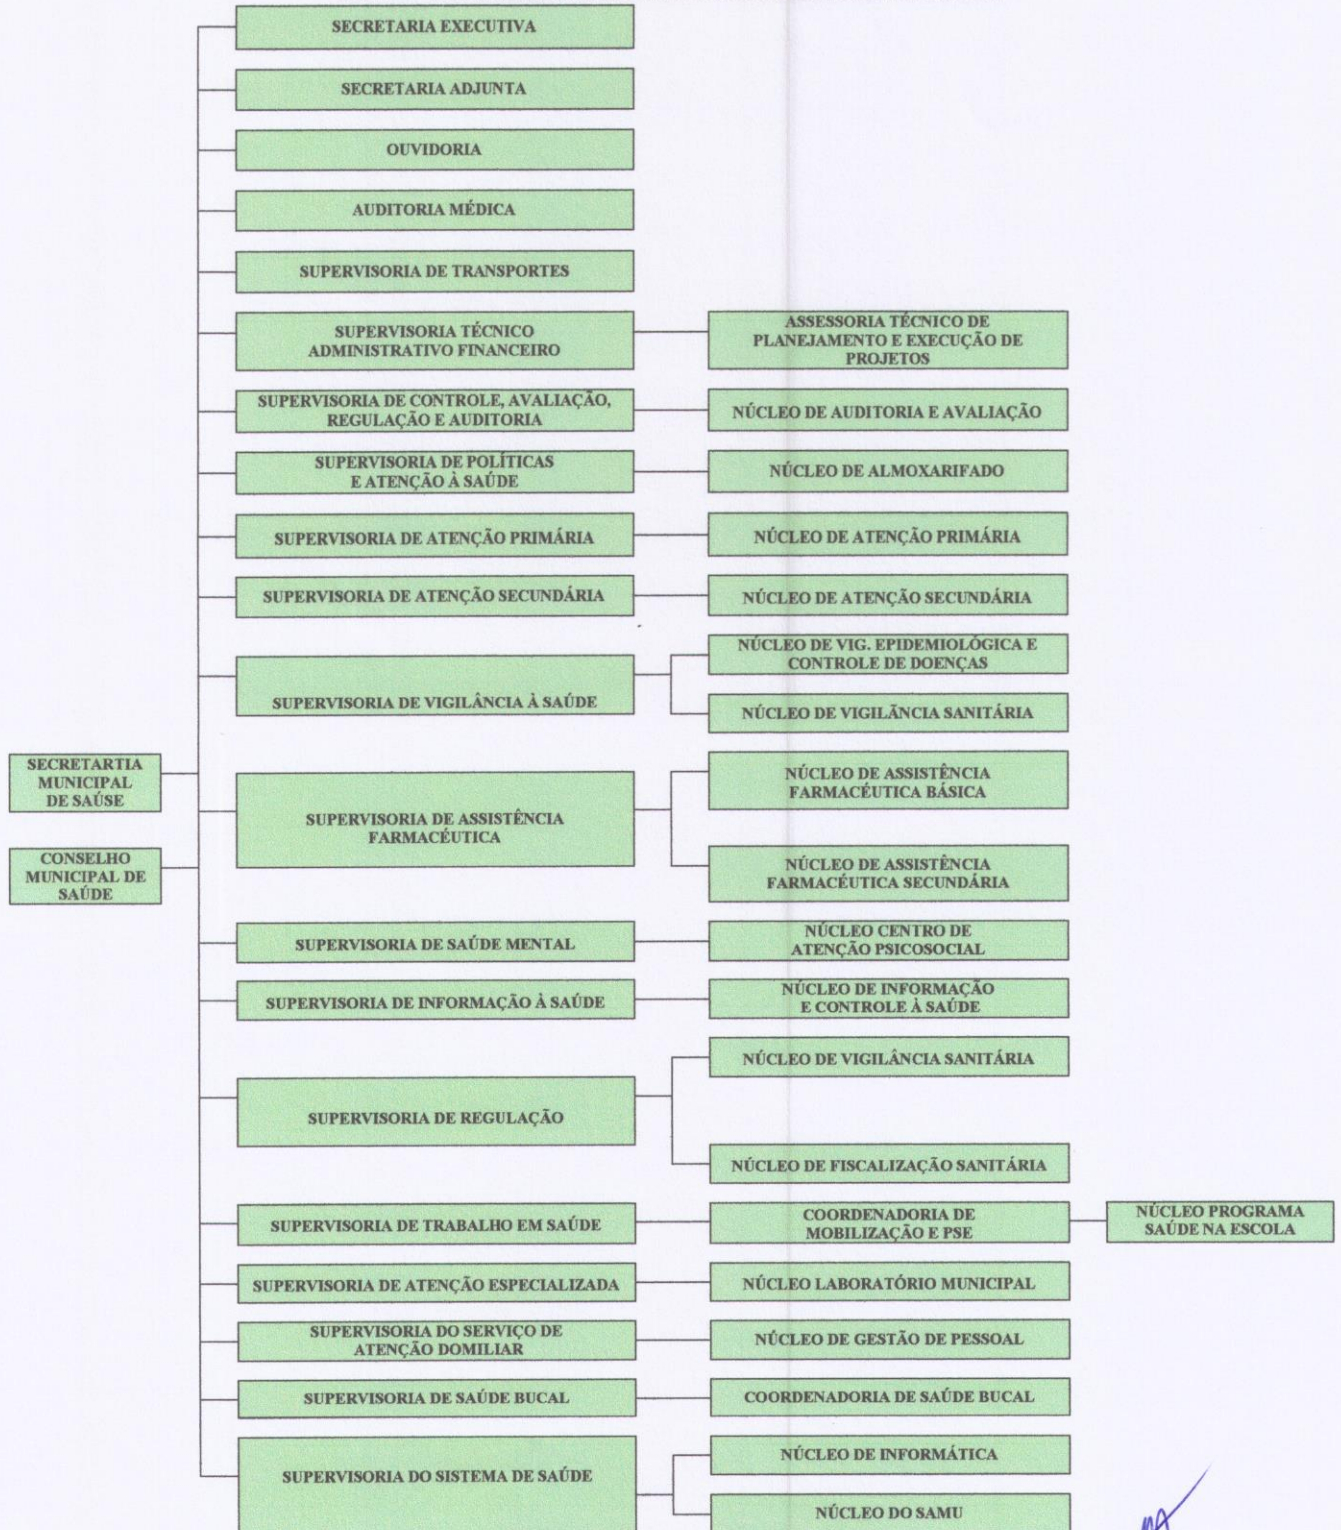 SECRETARIA EXECUTIVA
SECRETARIA ADJUNTA
OUVIDORIA
AUDITORIA MÉDICA
SUPERVISORIA DE TRANSPORTES
SUPERVISORIA TÉCNICO
ADMINISTRATIVO FINANCEIRO
ASSESSORIA TÉCNICO DE
PLANEJAMENTO E EXECUÇÃO DE
PROJETOS
SUPERVISORIA DE CONTROLE, AVALIAÇÃO,
REGULAÇÃO E AUDITORIA
NÚCLEO DE AUDITORIA E AVALIAÇÃO
SUPERVISORIA DE POLÍTICAS
E ATENÇÃO À SAÚDE
NÚCLEO DE ALMOXARIFADO
SUPERVISORIA DE ATENÇÃO PRIMÁRIA
NÚCLEO DE ATENÇÃO PRIMÁRIA
SUPERVISORIA DE ATENÇÃO SECUNDÁRIA
NÚCLEO DE ATENÇÃO SECUNDÁRIA
SUPERVISORIA DE VIGILÂNCIA À SAÚDE
NÚCLEO DE VIG. EPIDEMIOLÓGICA E
CONTROLE DE DOENÇAS
NÚCLEO DE VIGILÃNCIA SANITÁRIA
SECRETARTIA
MUNICIPAL
DE SAÚSE
CONSELHO
MUNICIPAL DE
SAÚDE
SUPERVISORIA DE ASSISTÊNCIA
FARMACÉUTICA
NÚCLEO DE ASSISTÊNCIA
FARMACÉUTICA BÁSICA
NÚCLEO DE ASSISTÊNCIA
FARMACÉUTICA SECUNDÁRIA
SUPERVISORIA DE SAÚDE MENTAL
NÚCLEO CENTRO DE
ATENÇÃO PSICOSOCIAL
SUPERVISORIA DE INFORMAÇÃO À SAÚDE
NÚCLEO DE INFORMAÇÃO
E CONTROLE À SAÚDE
SUPERVISORIA DE REGULAÇÃO
NÚCLEO DE VIGILÂNCIA SANITÁRIA
NÚCLEO DE FISCALIZAÇÃO SANITÁRIA
SUPERVISORIA DE TRABALHO EM SAÚDE
COORDENADORIA DE
MOBILIZAÇÃO E PSE
NÚCLEO PROGRAMA
SAÚDE NA ESCOLA
SUPERVISORIA DE ATENÇÃO ESPECIALIZADA
NÚCLEO LABORATÓRIO MUNICIPAL
SUPERVISORIA DO SERVIÇO DE
ATENÇÃO DOMILIAR
NÚCLEO DE GESTÃO DE PESSOAL
SUPERVISORIA DE SAÚDE BUCAL
COORDENADORIA DE SAÚDE BUCAL
SUPERVISORIA DO SISTEMA DE SAÚDE
NÚCLEO DE INFORMÁTICA
NÚCLEO DO SAMU